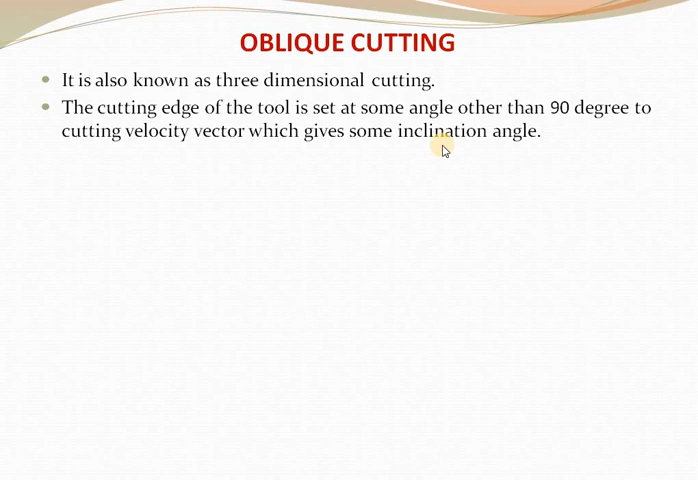 OBLIQUE CUTTING
It is also known as three dimensional cutting.
The cutting edge of the tool is set at some angle other than 90 degree to
cutting velocity vector which gives some inclination angle.